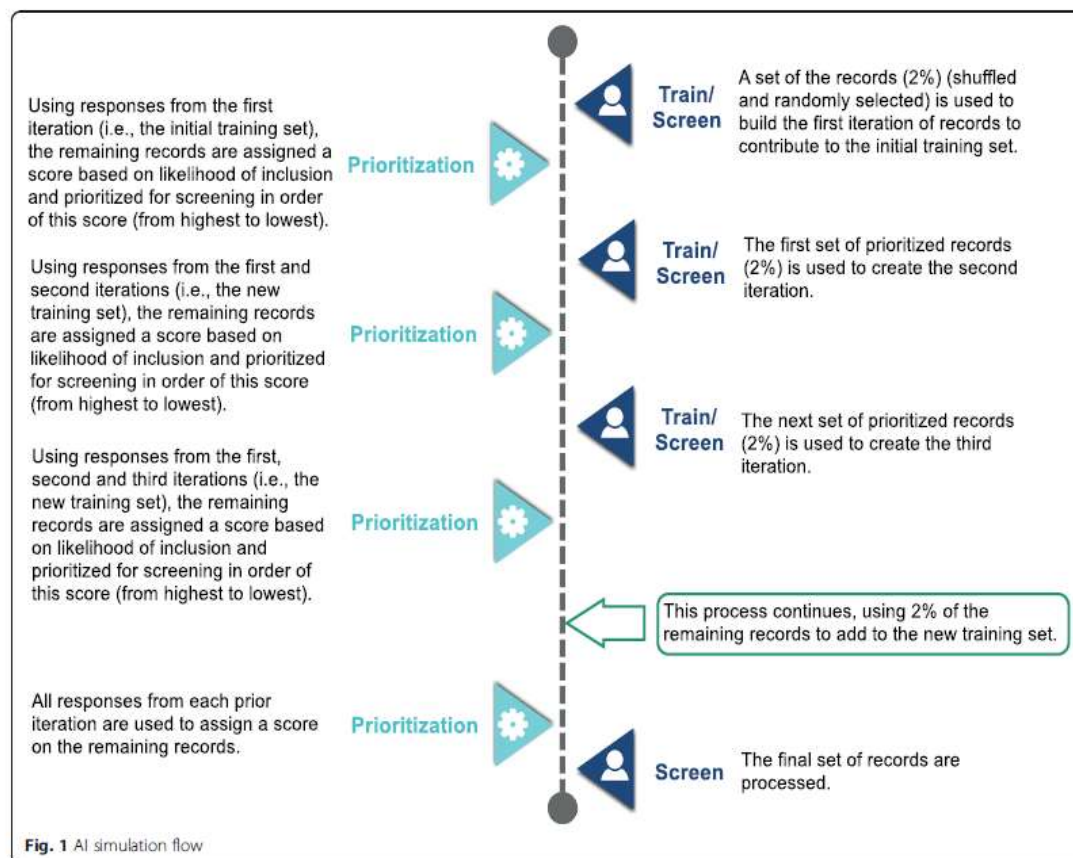 Train/
Screen
A set of the records (2%) (shuffled
and randomly selected) is used to
build the first iteration of records to
contribute to the initial training set.
Using responses from the first
iteration (i.e., the initial training set),
the remaining records are assigned a
score based on likelihood of inclusion
and prioritized for screening in order
of this score (from highest to lowest).
Prioritization
Train/
Screen
The first set of prioritized records
(2%) is used to create the second
iteration.
Using responses from the first and
second iterations (i.e., the new
training set), the remaining records
are assigned a score based on
likelihood of inclusion and prioritized
for screening in order of this score
(from highest to lowest).
Prioritization
Train/
Screen
The next set of prioritized records
(2%) is used to create the third
iteration.
Using responses from the first,
second and third iterations (i.e., the
new training set), the remaining
records are assigned a score based
on likelihood of inclusion and
prioritized for screening in order of
this score (from highest to lowest).
Prioritization
This process continues, using 2% of the
remaining records to add to the new training set.
All responses from each prior
iteration are used to assign a score
on the remaining records.
Prioritization
Screen
The final set of records are
processed.
Fig. 1 AI simulation flow